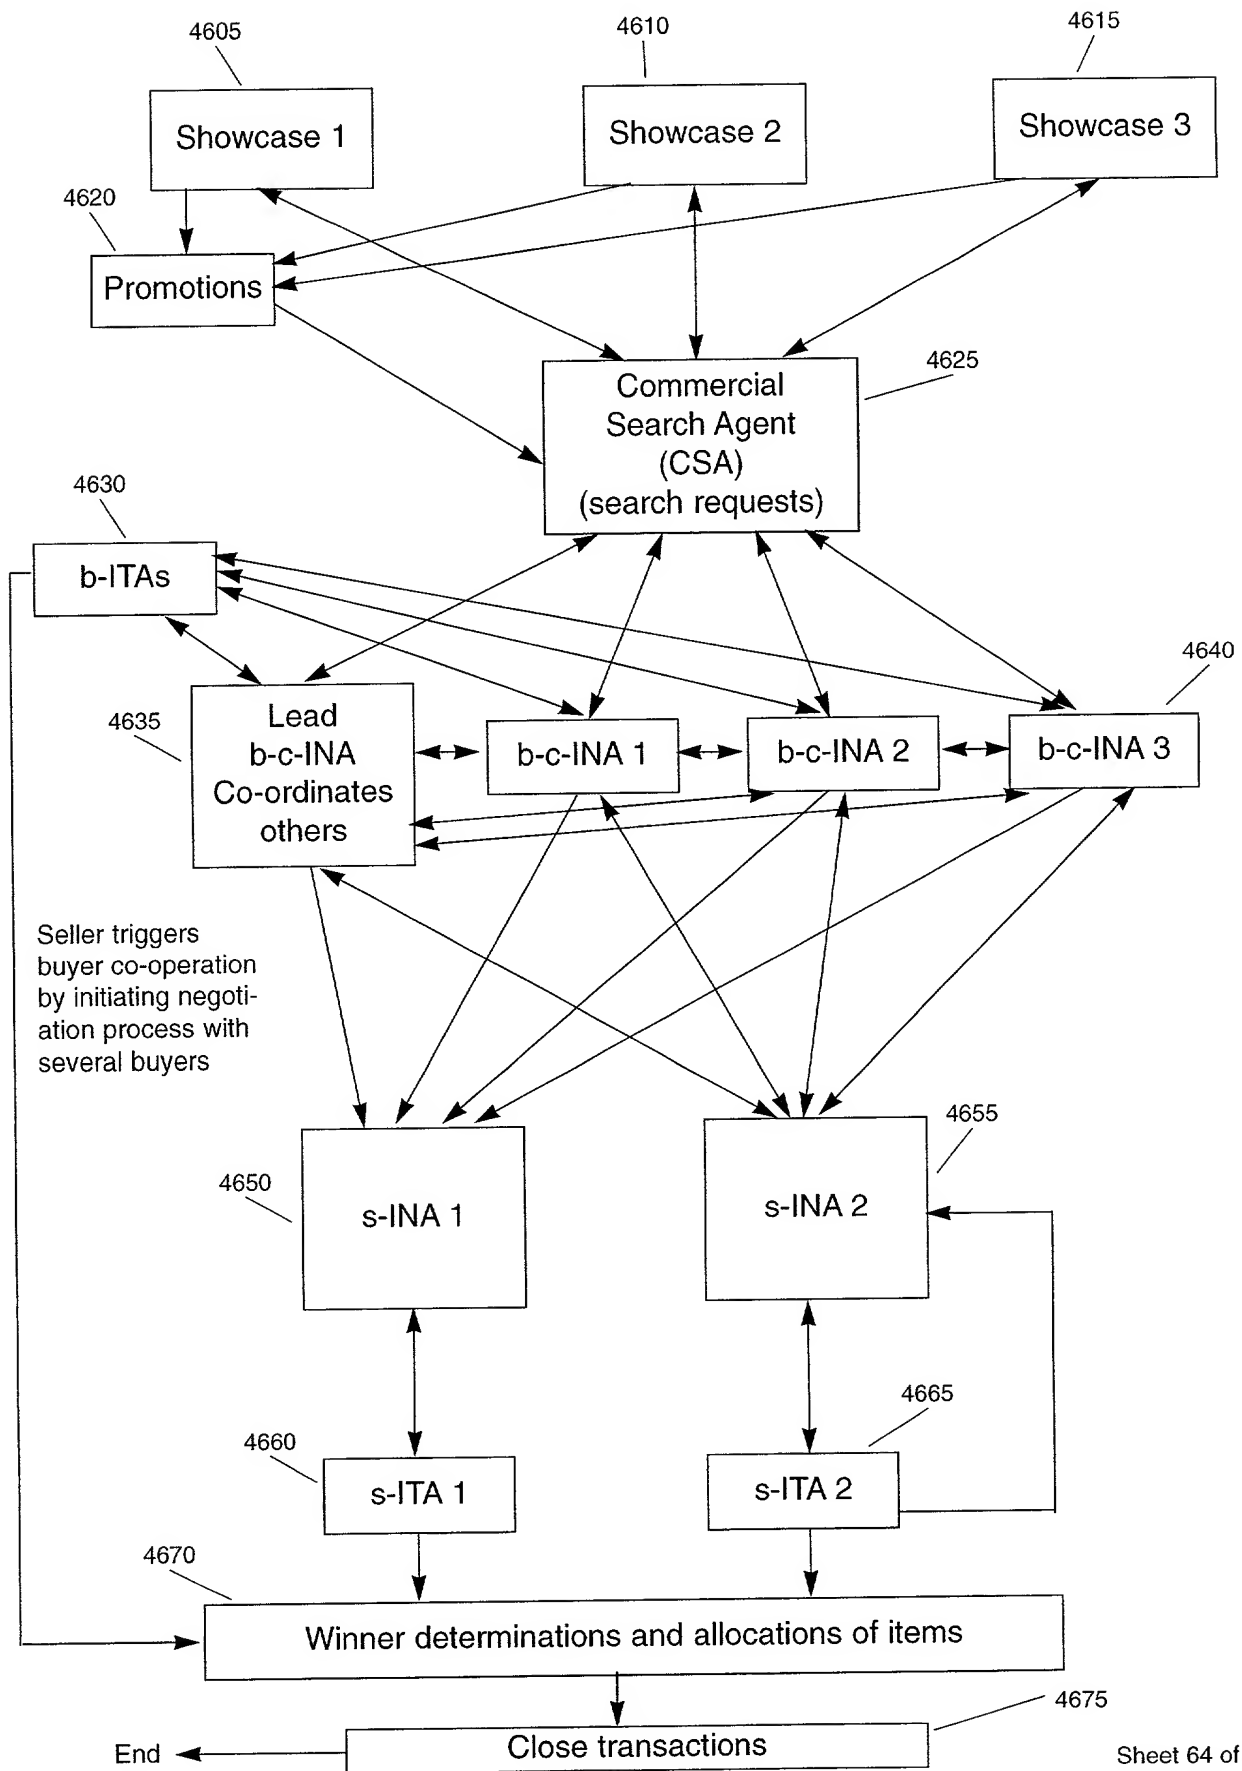 4605
4610
4615
Showcase 1
Showcase 2
Showcase 3
4620
Promotions
4625
Commercial
Search Agent
(CSA)
(search requests)
4630
b-ITAs
4640
4635
Lead
b-c-INA
Co-ordinates
others
b-c-INA 1
b-c-INA 2
b-c-INA 3
Seller triggers
buyer co-operation
by initiating negoti-
ation process with
several buyers
4655
4650
s-INA 1
s-INA 2
4665
4660
s-ITA 1
s-ITA 2
4670
Winner determinations and allocations of items
4675
Close transactions
End
Sheet 64 of